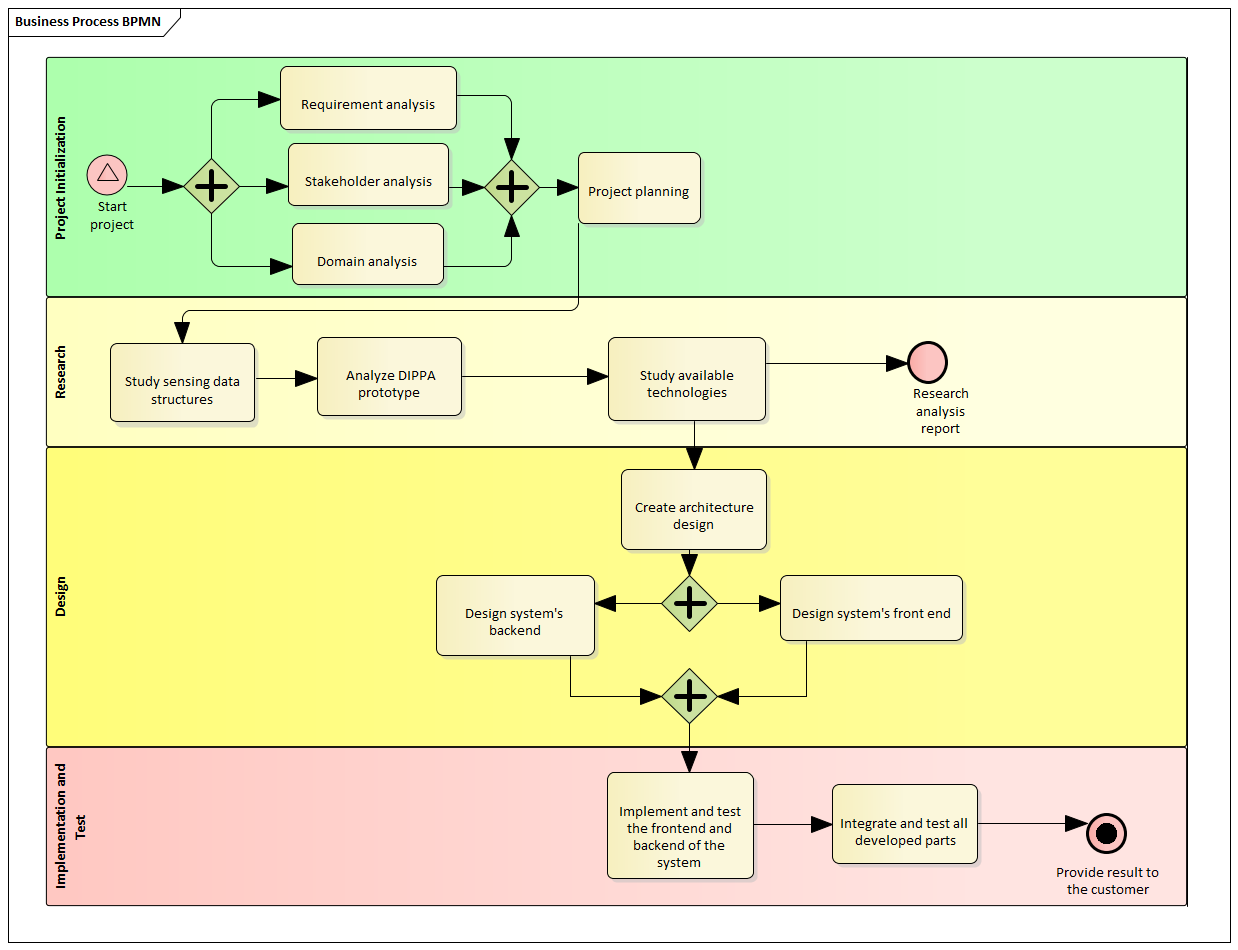 Business Process BPMN
Project Initialization
Start
project
Requirement analysis
Stakeholder analysis
Domain analysis
Project planning
Research
Study sensing data
structures
Analyze DIPPA
prototype
Study available
technologies
Research
analysis
report
Design
Create architecture
design
Design system's
backend
Design system's front end
Implementation and
Test
Implement and test
the frontend and
backend of the
system
Integrate and test all
developed parts
Provide result to
the customer